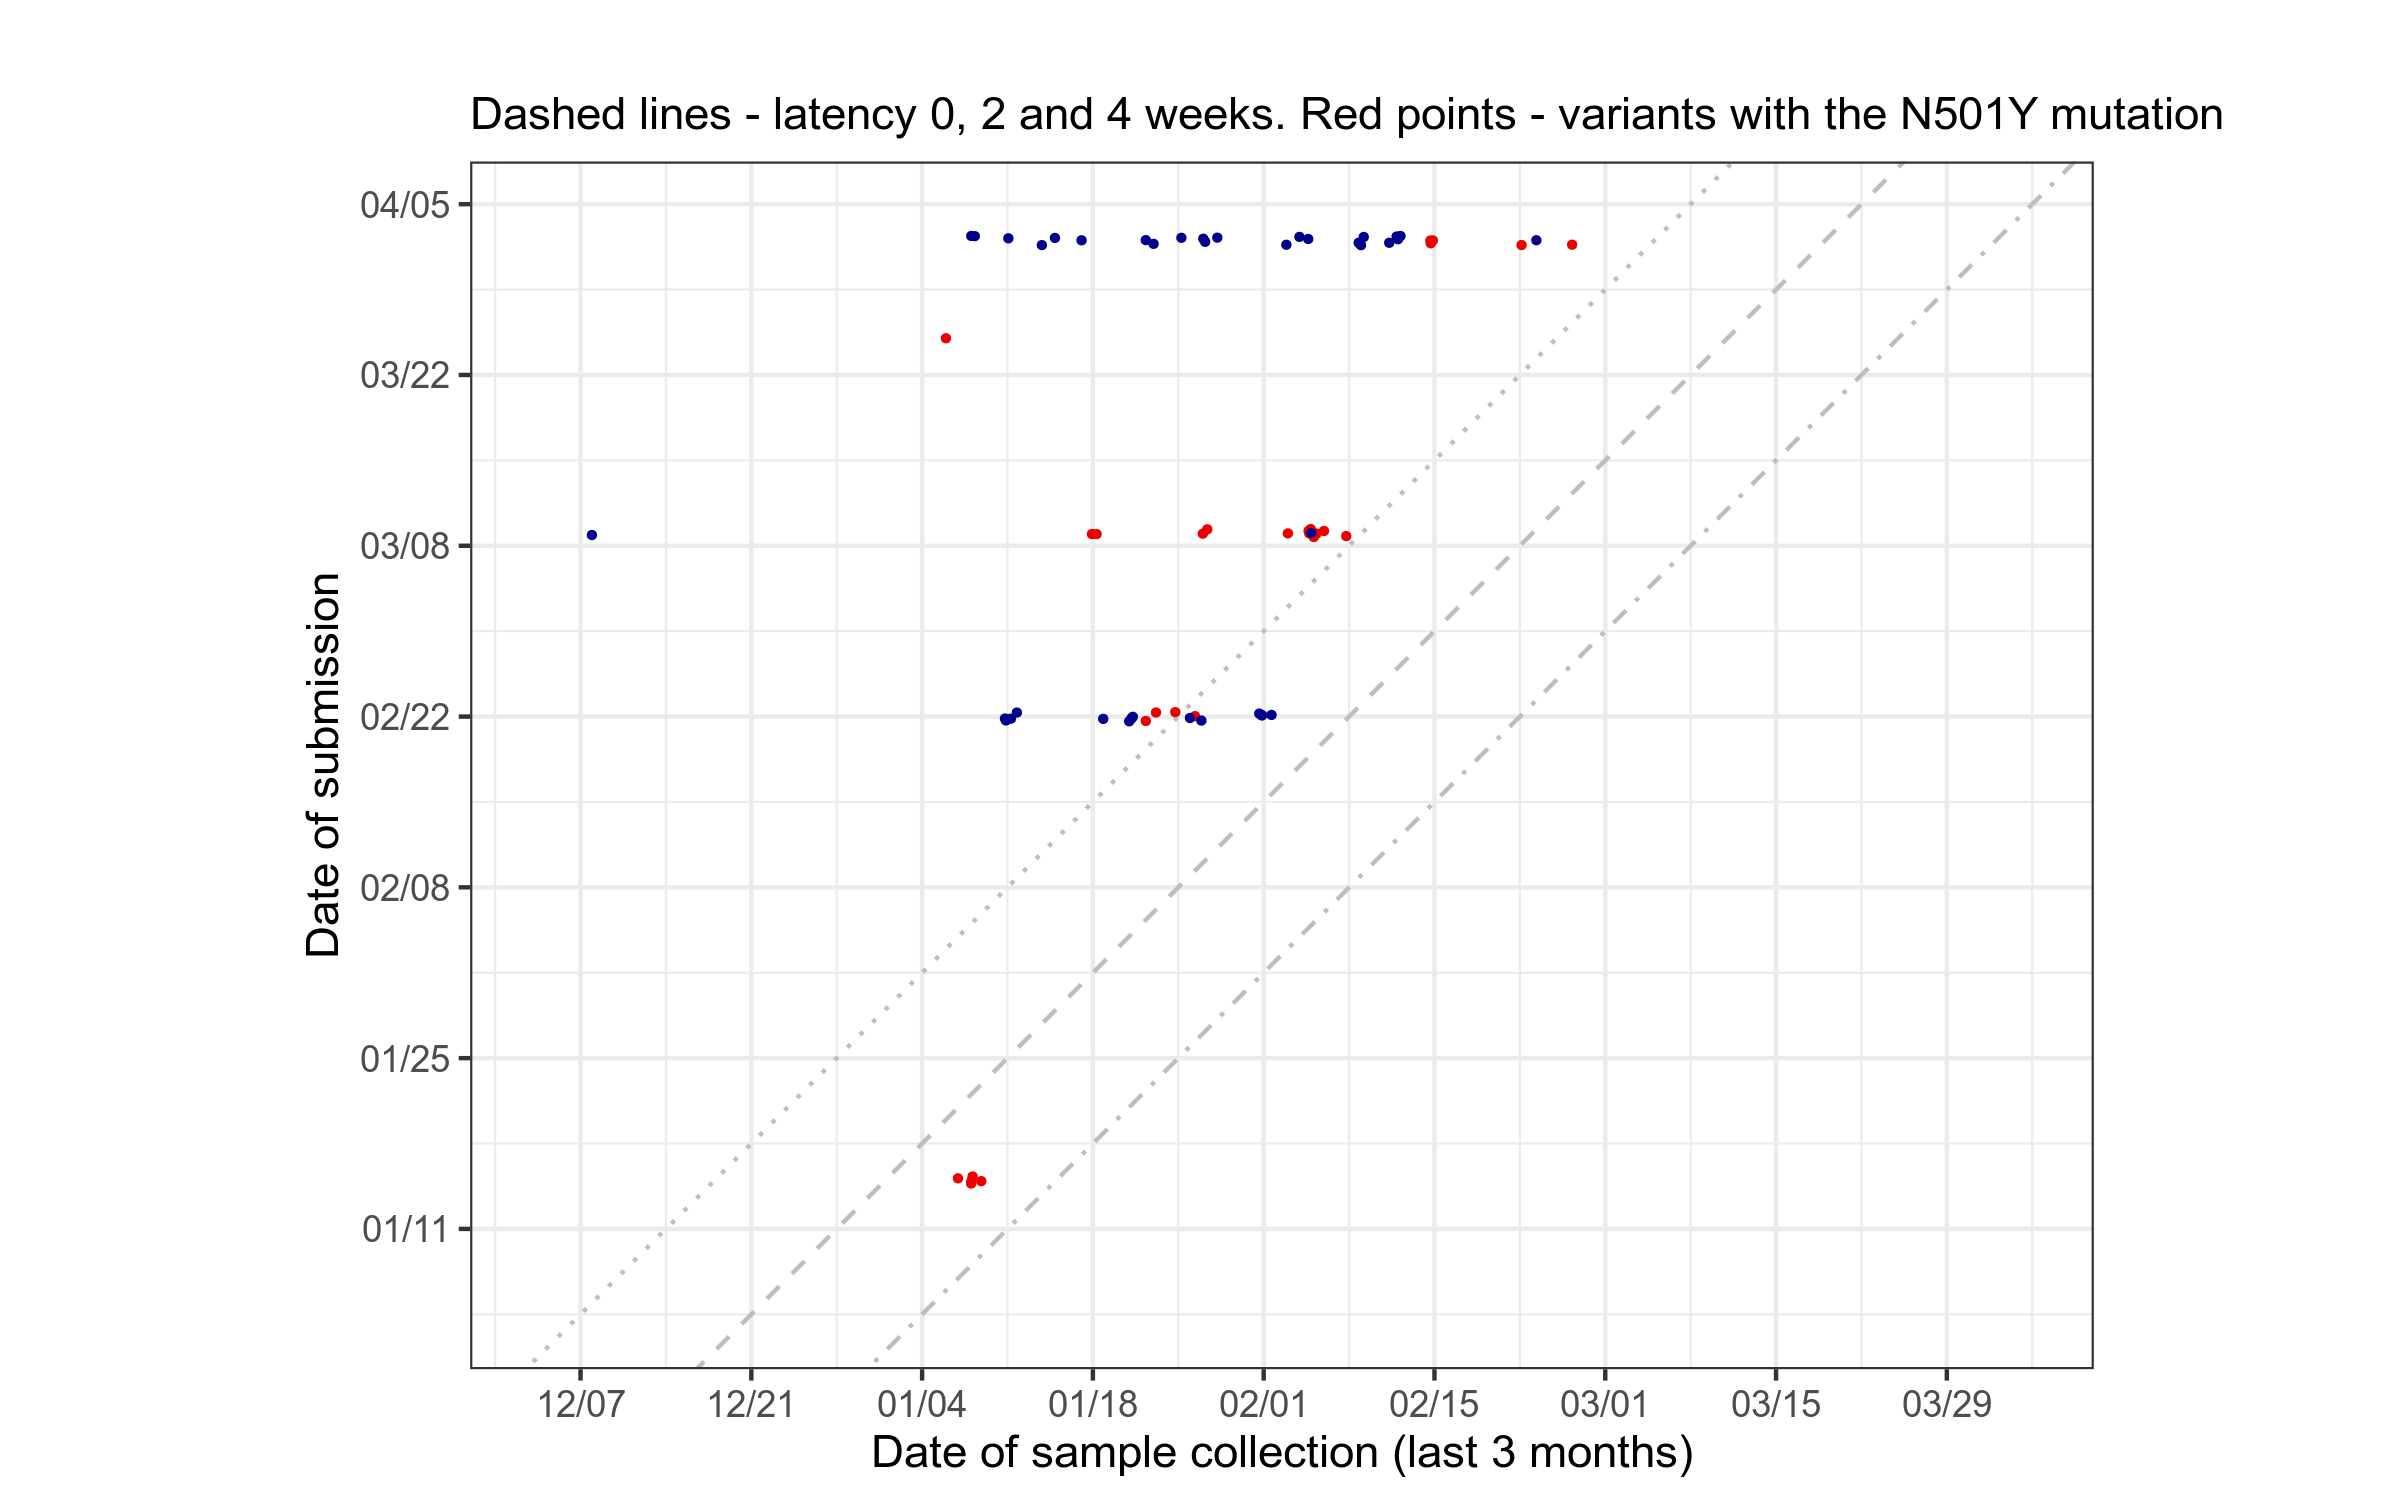 Dashed lines - latency 0, 2 and 4 weeks. Red points - variants with the N501Y mutation
Date of submission
04/05
03/22
03/08
02/22
02/08
01/25
01/11
12/07 12/21 01/04 01/18 02/01 02/15 03/01 03/15 03/29
Date of sample collection (last 3 months)